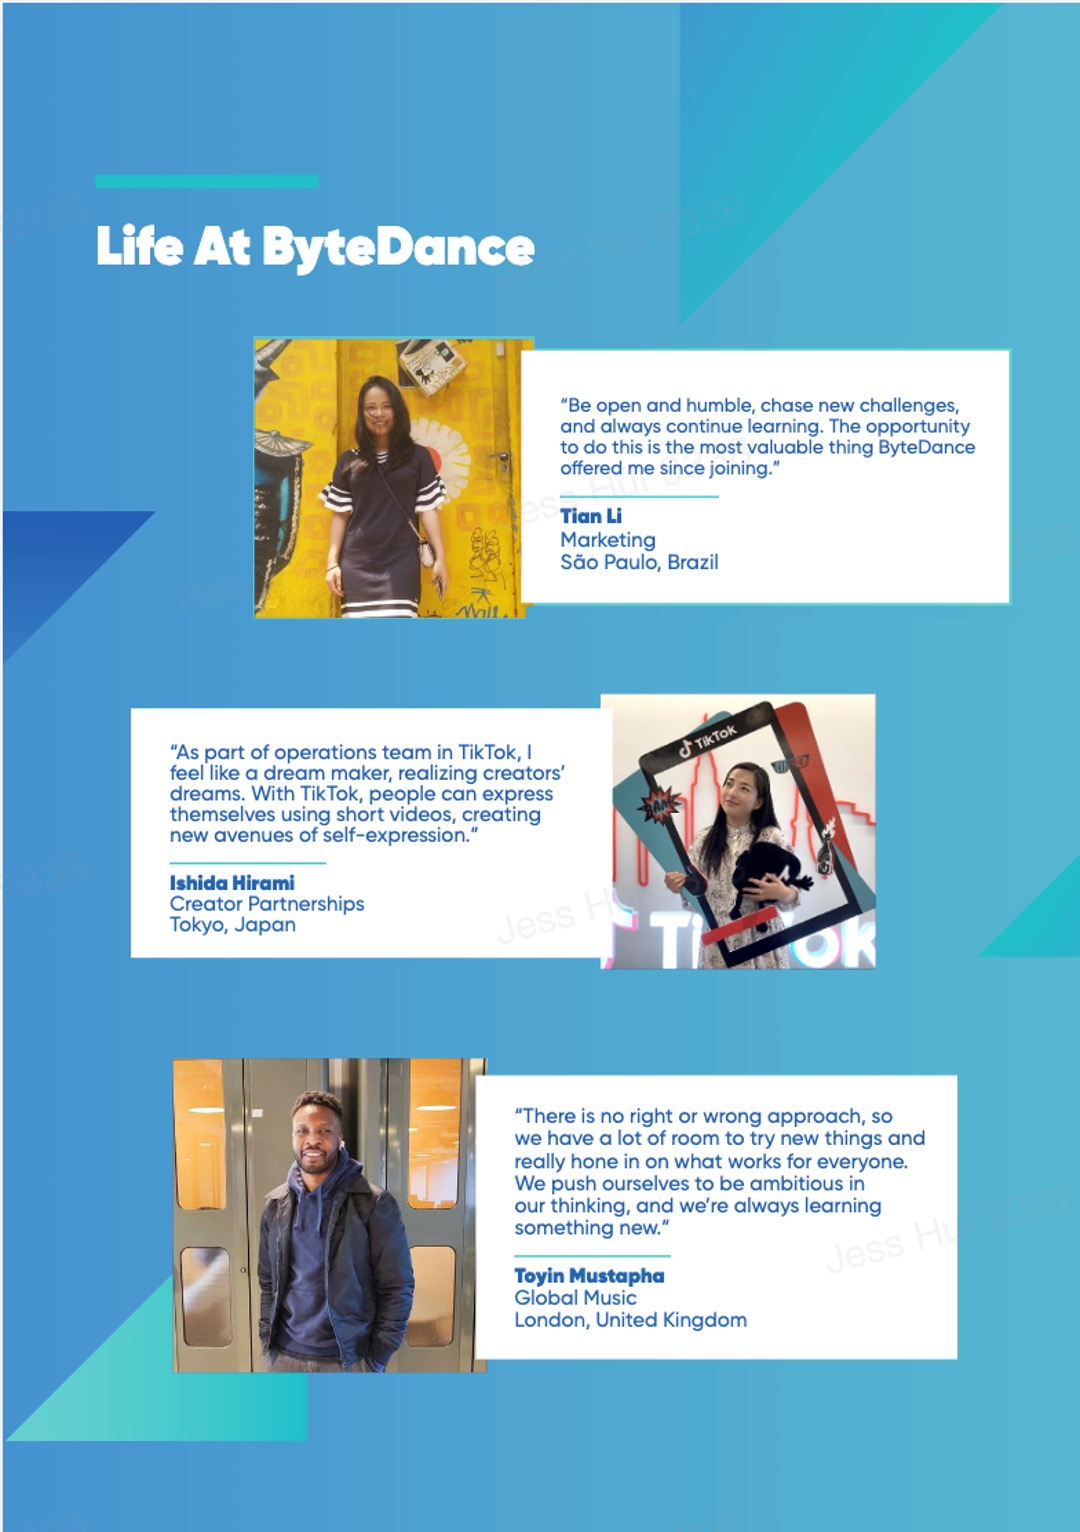 Life At ByteDance
“Be open and humble, chase new challenges,
and always continue learning. The opportunity
to do this is the most valuable thing ByteDance
offered me since joining.”
Tian Li
Marketing
São Paulo, Brazil
TikTok
“As part of operations team in TikTok, I
feel like a dream maker, realizing creators’
dreams. With TikTok, people can express
themselves using short videos, creating
new avenues of self-expression.”
Ishida Hirami
Creator Partnerships
Tokyo, Japan
“There is no right or wrong approach, so
we have a lot of room to try new things and
really hone in on what works for everyone.
We push ourselves to be ambitious in
our thinking, and we’re always learning
something new.”
Toyin Mustapha
Global Music
London, United Kingdom